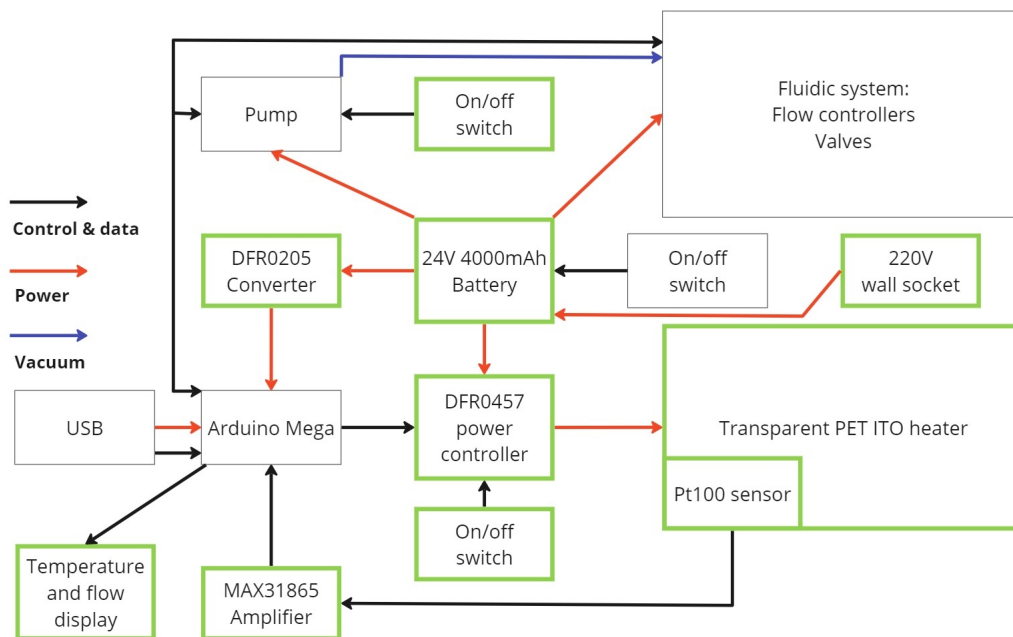 Pump
On/off
switch
Fluidic system:
Flow controllers
Valves
Control & data
Power
Vacuum
DFR0205
Converter
24V 4000mAh
Battery
On/off
switch
220V
wall socket
USB
Arduino Mega
DFR0457
power
controller
Transparent PET ITO heater
Pt100 sensor
On/off
switch
Temperature
and flow
display
MAX31865
Amplifier